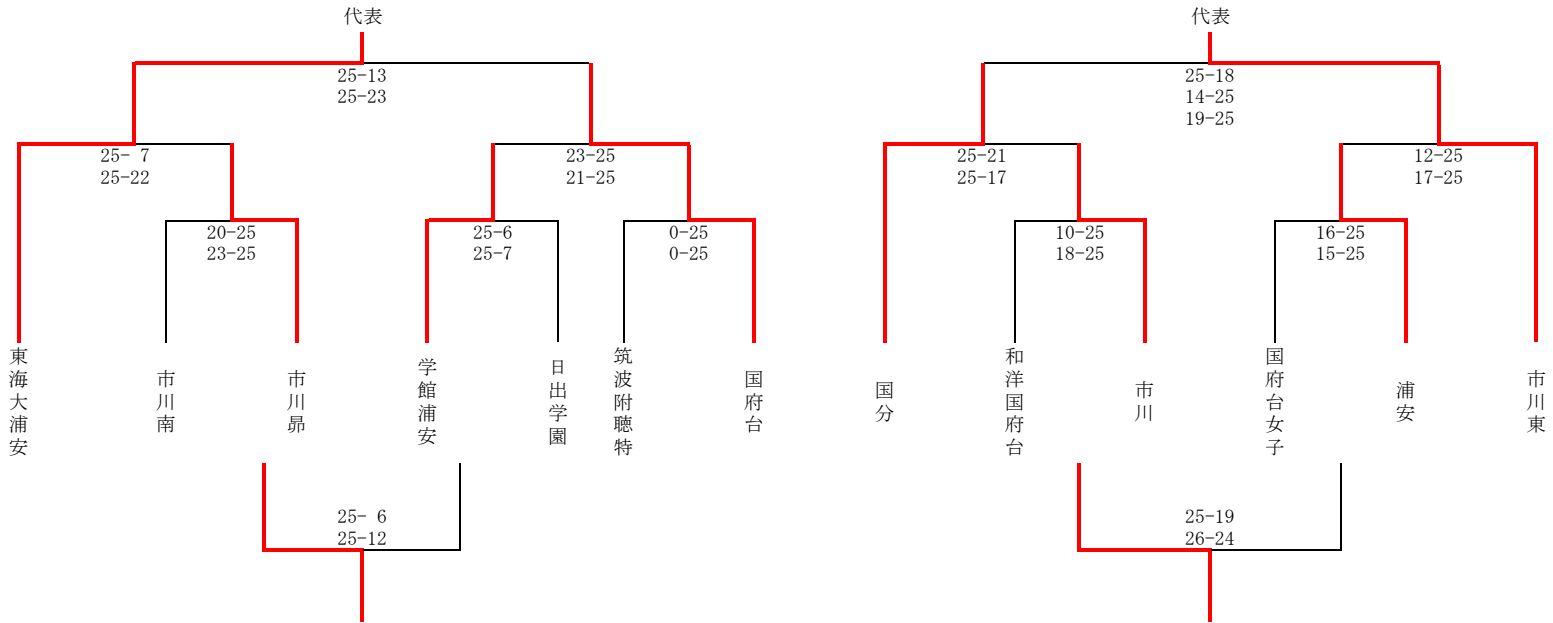 代表
25-13
25-23
25- 7
25-22
23-25
21-25
20-25
23-25
25-6
25-7
0-25
0-25
東海大浦安
市川南
市川昴
学館浦安
日出学園
筑波附聴特
国府台
25- 6
25-12
代表
25-18
14-25
19-25
25-21
25-17
12-25
17-25
10-25
18-25
16-25
15-25
国分
和洋国府台
市川
国府台女子
浦安
市川東
25-19
26-24